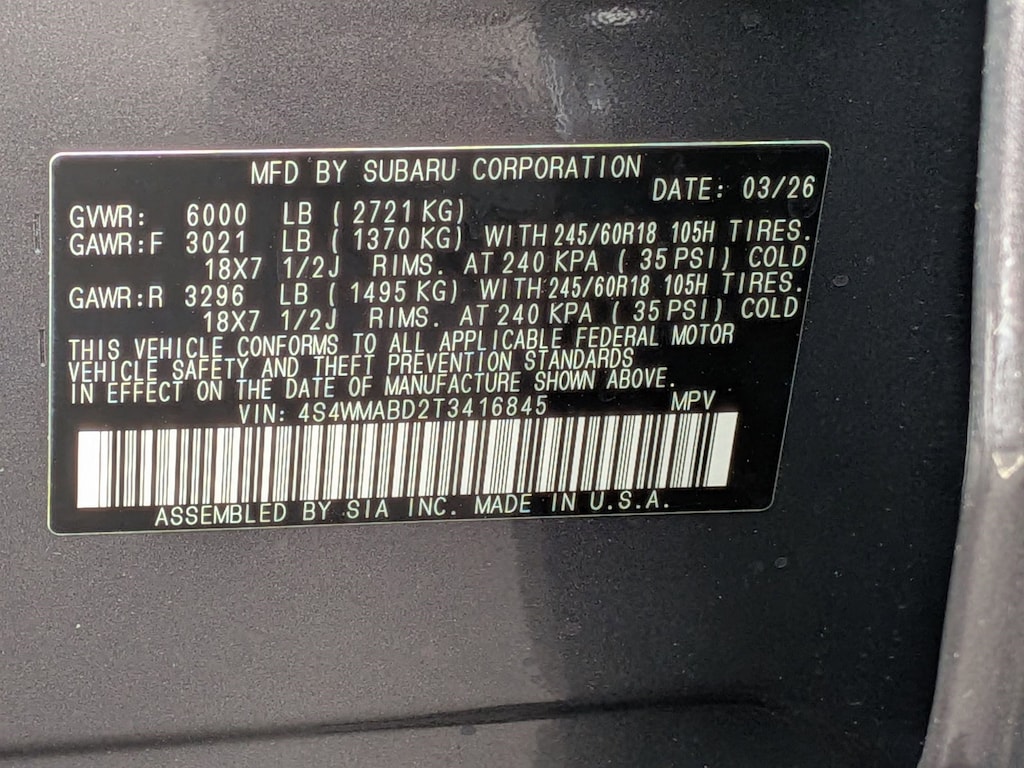 MFD BY SUBARU CORPORATION
DATE: 03/26
GVWR: 6000 LB ( 2721 KG)
GAWR:F 3021 LB ( 1370 KG) WITH 245/60R18 105H TIRES.
18X7 1/2J RIMS. AT 240 KPA ( 35 PSI) COLD
GAWR:R 3296 LB ( 1495 KG) WITH 245/60R18 105H TIRES.
18X7 1/2J RIMS. AT 240 KPA ( 35 PSI) COLD
THIS VEHICLE CONFORMS TO ALL APPLICABLE FEDERAL MOTOR
VEHICLE SAFETY AND THEFT PREVENTION STANDARDS
IN EFFECT ON THE DATE OF MANUFACTURE SHOWN ABOVE.
VIN: 4S4WMABD2T3416845 MPV
ASSEMBLED BY SIA INC. MADE IN U.S.A.